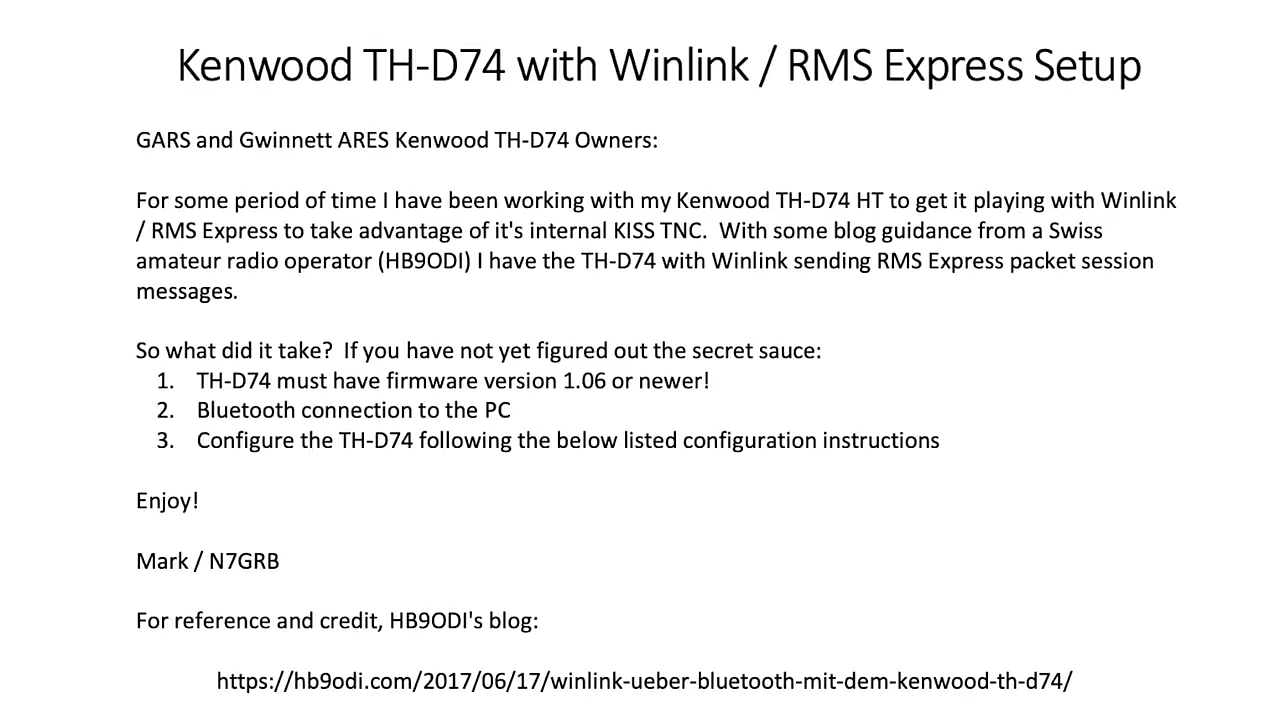 Kenwood TH-D74 with Winlink / RMS Express Setup
GARS and Gwinnett ARES Kenwood TH-D74 Owners:
For some period of time I have been working with my Kenwood TH-D74 HT to get it playing with Winlink
/ RMS Express to take advantage of it's internal KISS TNC.  With some blog guidance from a Swiss
amateur radio operator (HB9ODI) I have the TH-D74 with Winlink sending RMS Express packet session
messages.
So what did it take?  If you have not yet figured out the secret sauce:
1. TH-D74 must have firmware version 1.06 or newer!
2. Bluetooth connection to the PC
3. Configure the TH-D74 following the below listed configuration instructions
Enjoy!
Mark / N7GRB
For reference and credit, HB9ODI's blog:
https://hb9odi.com/2017/06/17/winlink-ueber-bluetooth-mit-dem-kenwood-th-d74/